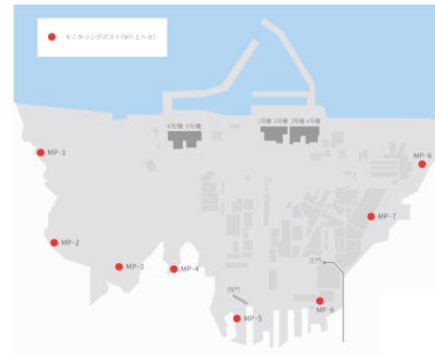 モニタリングポスト(MP-1～8)
6号機 5号機
1号機 2号機 3号機 4号機
MP-1
MP-8
MP-2
MP-7
MP-3
MP-4
正門
西門
MP-6
MP-5